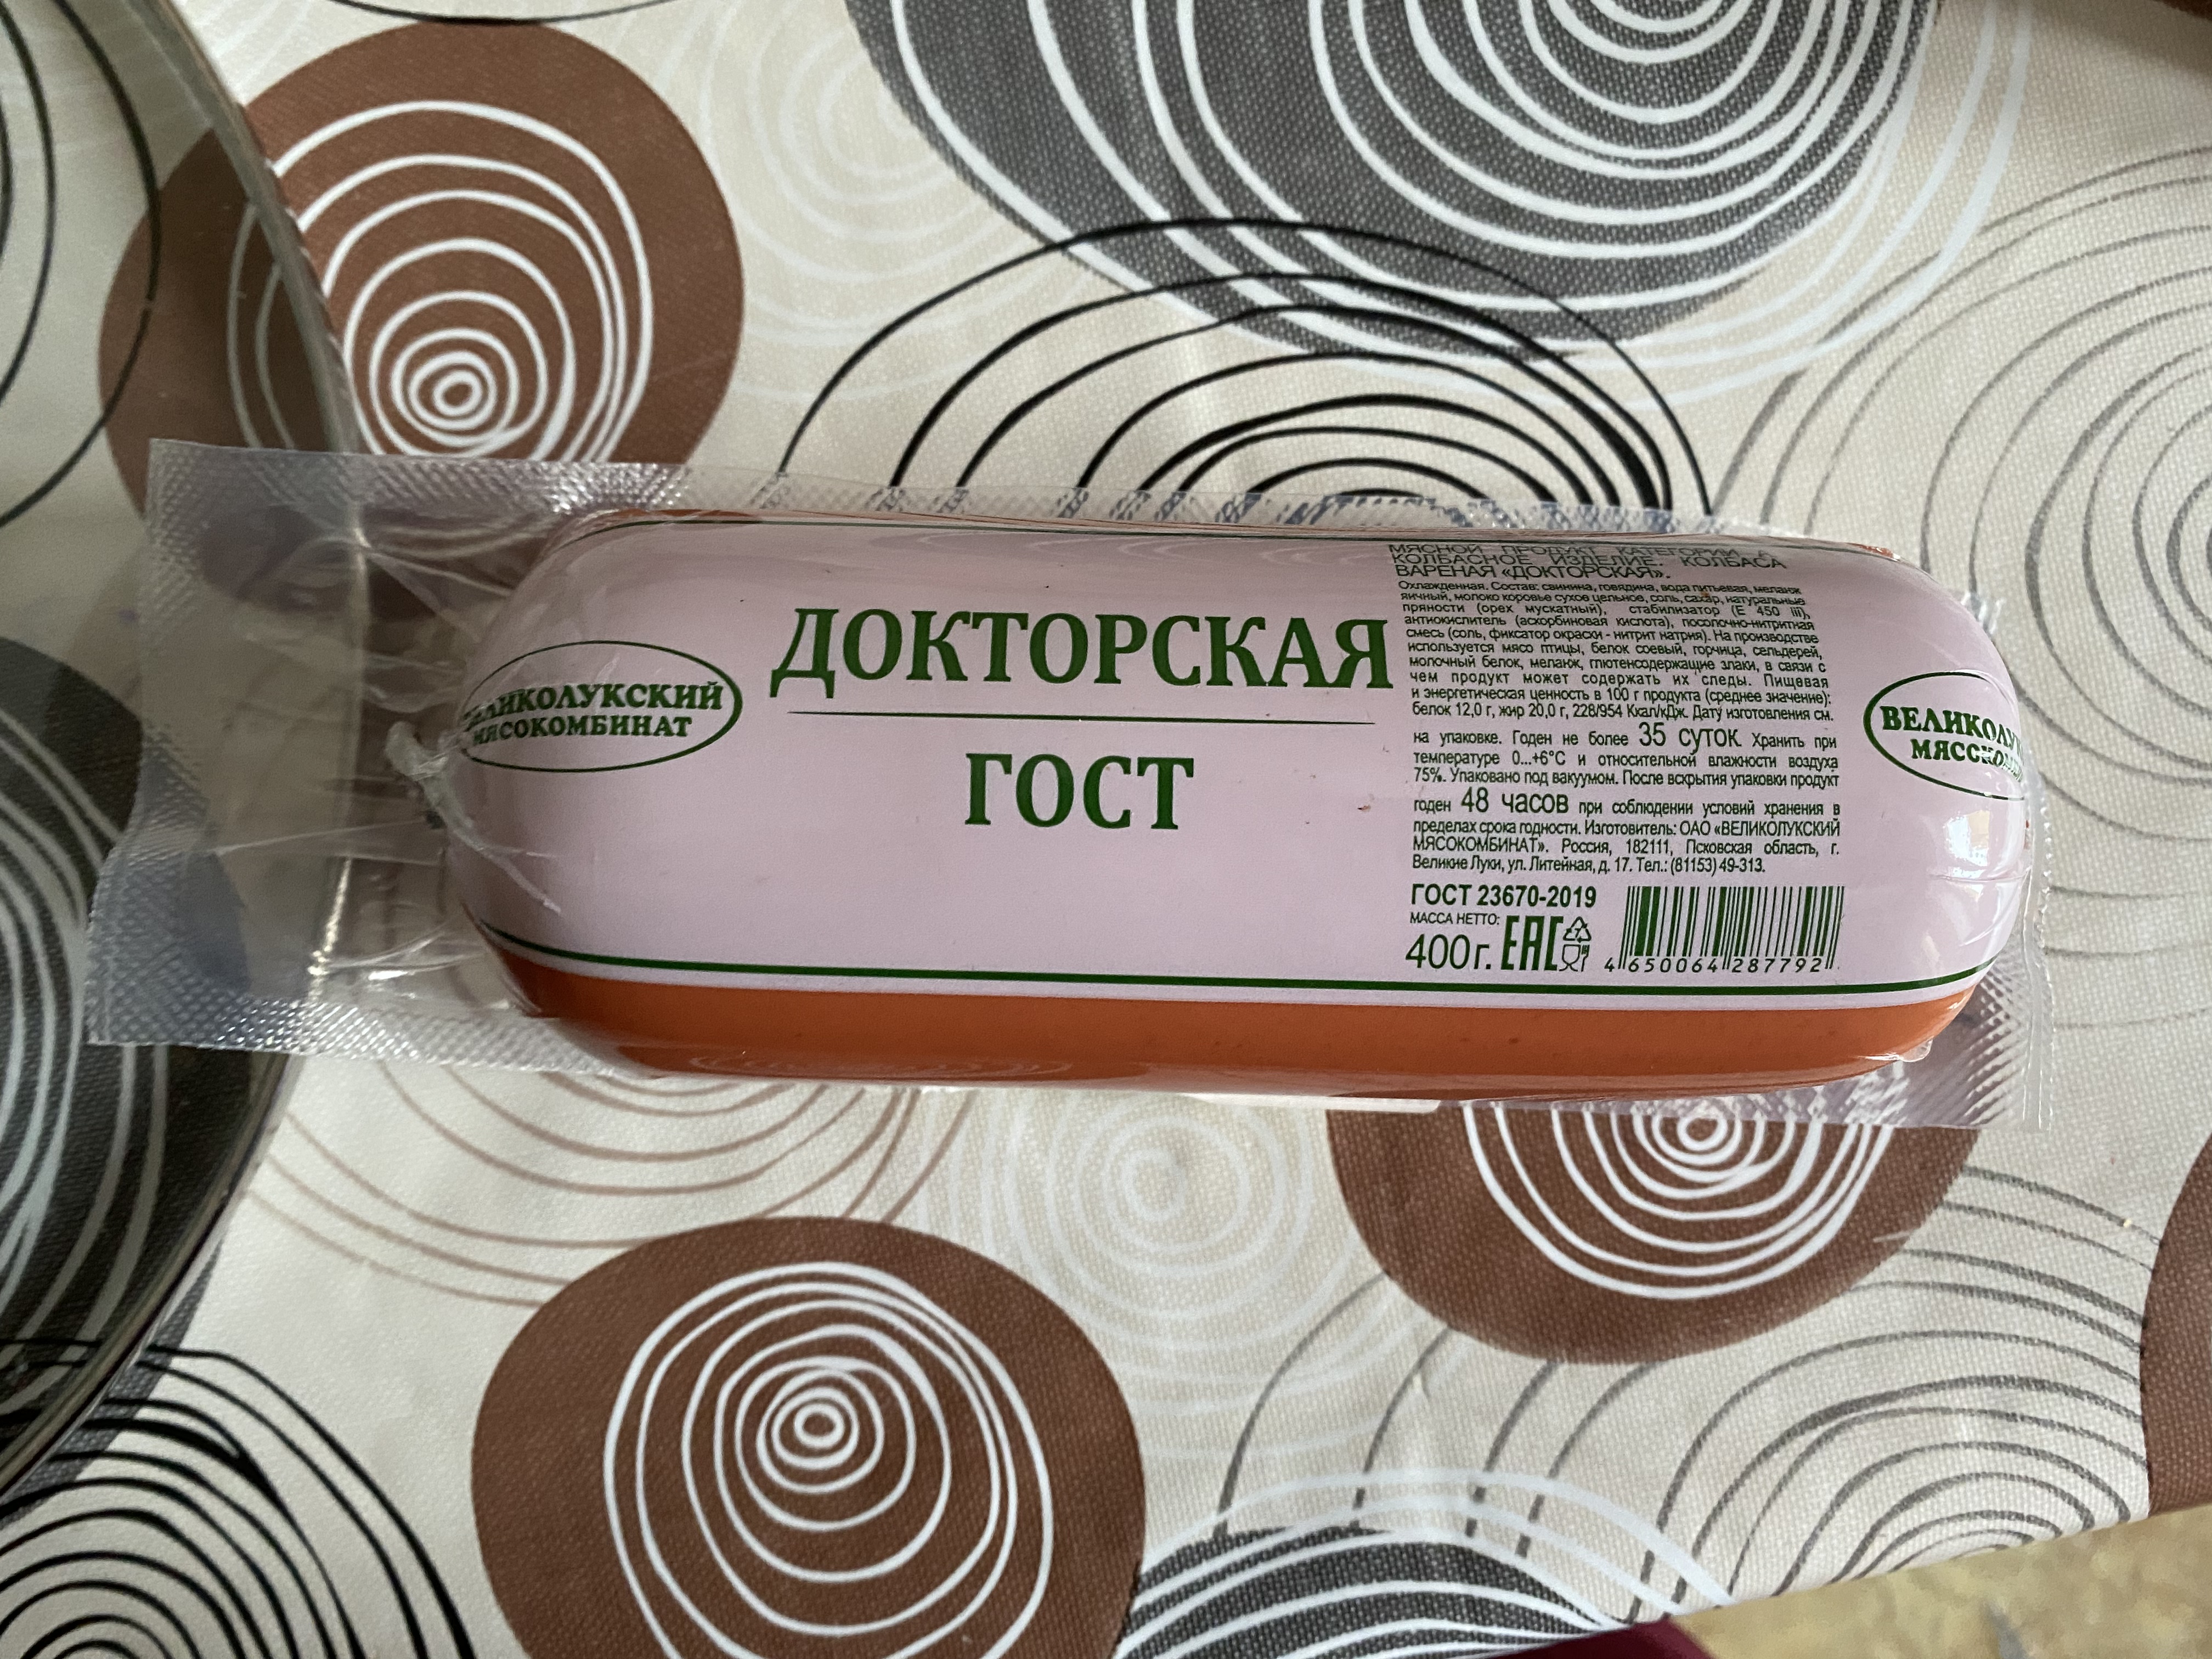 ВЕЛИКОЛУКСКИЙ
МЯСОКОМБИНАТ
ДОКТОРСКАЯ
ГОСТ
МЯСНОЙ ПРОДУКТ КАТЕГОРИИ А
КОЛБАСНОЕ ИЗДЕЛИЕ. КОЛБАСА
ВАРЕНАЯ «ДОКТОРСКАЯ».
Охлажденная. Состав: свинина, говядина, вода питьевая, меланж
яичный, молоко коровье сухое цельное, соль, сахар, натуральные
пряности (орех мускатный), стабилизатор (Е 450 iii),
антиокислитель (аскорбиновая кислота), посолочно-нитритная
смесь (соль, фиксатор окраски - нитрит натрия). На производстве
используется мясо птицы, белок соевый, горчица, сельдерей,
молочный белок, меланж, глютенсодержащие злаки, в связи с
чем продукт может содержать их следы. Пищевая
и энергетическая ценность в 100 г продукта (среднее значение):
белок 12,0 г, жир 20,0 г, 228/954 Ккал/кДж. Дату изготовления см.
на упаковке. Годен не более 35 суток. Хранить при
температуре 0...+6°С и относительной влажности воздуха
75%. Упаковано под вакуумом. После вскрытия упаковки продукт
годен 48 часов при соблюдении условий хранения в
пределах срока годности. Изготовитель: ОАО «ВЕЛИКОЛУКСКИЙ
МЯСОКОМБИНАТ». Россия, 182111, Псковская область, г.
Великие Луки, ул. Литейная, д. 17. Тел.: (81153) 49-313.
ГОСТ 23670-2019
МАССА НЕТТО:
400г. ЕАС 7
4 650064 287792
ВЕЛИКОЛУ
МЯСОКОМБ